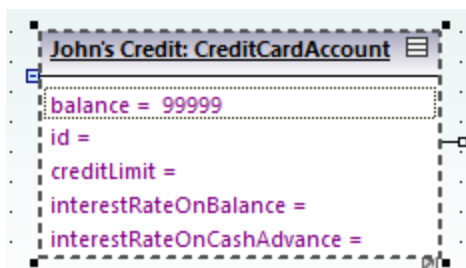 John's Credit: CreditCardAccount
balance = 99999
id =
creditLimit =
interestRateOnBalance =
interestRateOnCashAdvance =